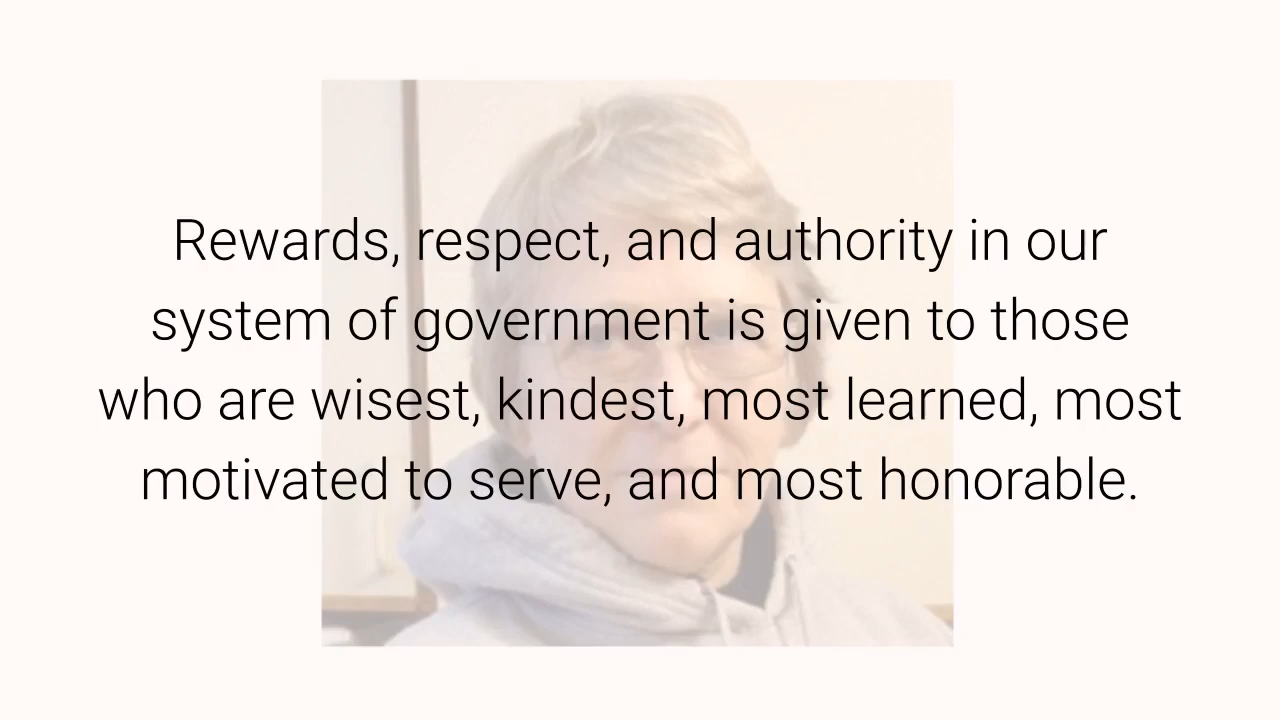 Rewards, respect, and authority in our
system of government is given to those
who are wisest, kindest, most learned, most
motivated to serve, and most honorable.